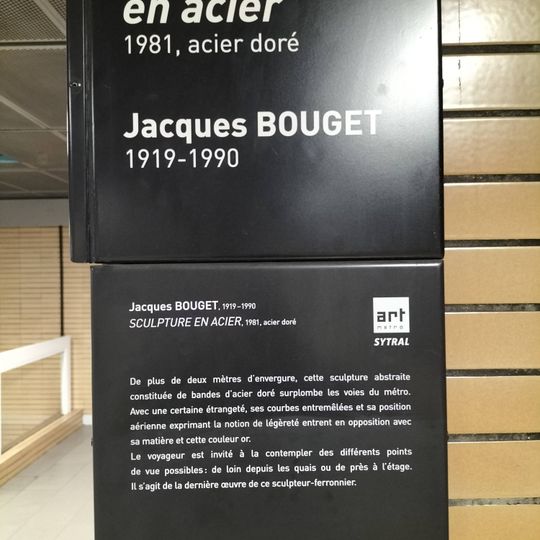 en acier
1981, acier doré
Jacques BOUGET
1919-1990
Jacques BOUGET, 1919-1990
SCULPTURE EN ACIER, 1981, acier doré
art
métro
SYTRAL
De plus de deux mètres d'envergure, cette sculpture abstraite
constituée de bandes d'acier doré surplombe les voies du métro.
Avec une certaine étrangeté, ses courbes entremêlées et sa position
aérienne exprimant la notion de légèreté entrent en opposition avec
sa matière et cette couleur or.
Le voyageur est invité à la contempler des différents points
de vue possibles : de loin depuis les quais ou de près à l'étage.
Il s'agit de la dernière œuvre de ce sculpteur-ferronnier.